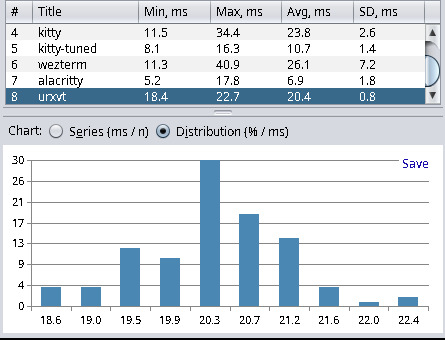 # Title Min, ms Max, ms Avg, ms SD, ms
4 kitty 11.5 34.4 23.8 2.6
5 kitty-tuned 8.1 16.3 10.7 1.4
6 wezterm 11.3 40.9 26.1 7.2
7 alacritty 5.2 17.8 6.9 1.8
8 urxvt 18.4 22.7 20.4 0.8
Chart: Series (ms / n) Distribution (% / ms)
Save
30
26
21
17
13
9
4
0
18.6 19.0 19.5 19.9 20.3 20.7 21.2 21.6 22.0 22.4